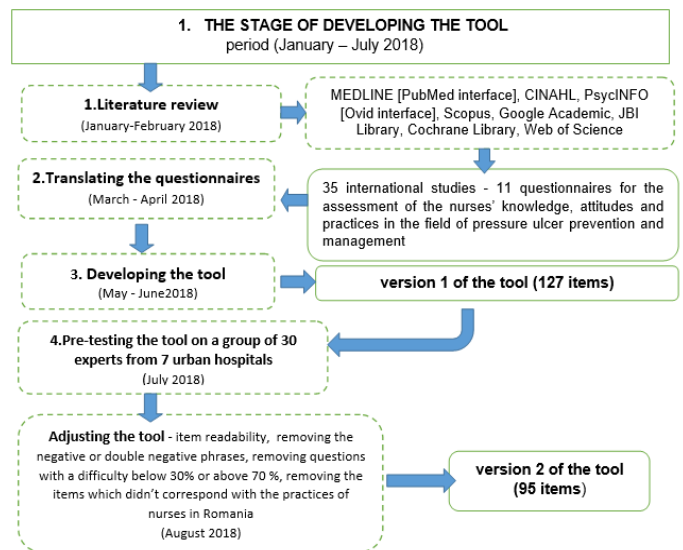 1. THE STAGE OF DEVELOPING THE TOOL
period (January – July 2018)
1.Literature review
(January-February 2018)
MEDLINE [PubMed interface], CINAHL, PsycINFO
[Ovid interface], Scopus, Google Academic, JBI
Library, Cochrane Library, Web of Science
2.Translating the questionnaires
(March - April 2018)
35 international studies - 11 questionnaires for the
assessment of the nurses' knowledge, attitudes and
practices in the field of pressure ulcer prevention and
management
3. Developing the tool
(May - June2018)
version 1 of the tool (127 items)
4.Pre-testing the tool on a group of 30
experts from 7 urban hospitals
(July 2018)
Adjusting the tool - item readability, removing the
negative or double negative phrases, removing questions
with a difficulty below 30% or above 70 %, removing the
items which didn't correspond with the practices of
nurses in Romania
(August 2018)
version 2 of the tool
(95 items)